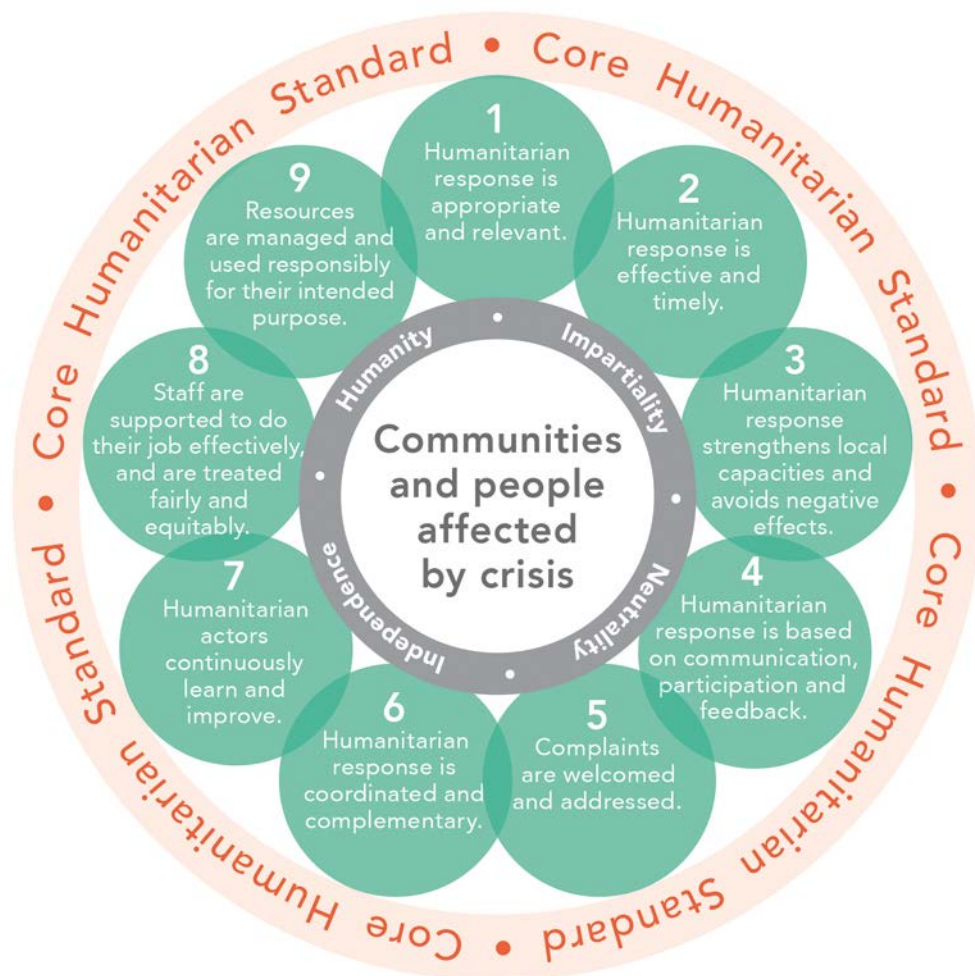 Core Humanitarian Standard • Core Humanitarian Standard • Core Humanitarian Standard • Core Humanitarian Standard • Core Humanitarian Standard •
1
Humanitarian
response is
appropriate
and relevant.
2
Humanitarian
response is
effective and
timely.
3
Humanitarian
response
strengthens local
capacities and
avoids negative
effects.
4
Humanitarian
response is based
on communication,
participation and
feedback.
5
Complaints
are welcomed
and addressed.
6
Humanitarian
response is
coordinated and
complementary.
7
Humanitarian
actors
continuously
learn and
improve.
8
Staff are
supported to do
their job effectively,
and are treated
fairly and
equitably.
9
Resources
are managed and
used responsibly
for their intended
purpose.
Humanity • Impartiality • Neutrality • Independence •
Communities
and people
affected
by crisis